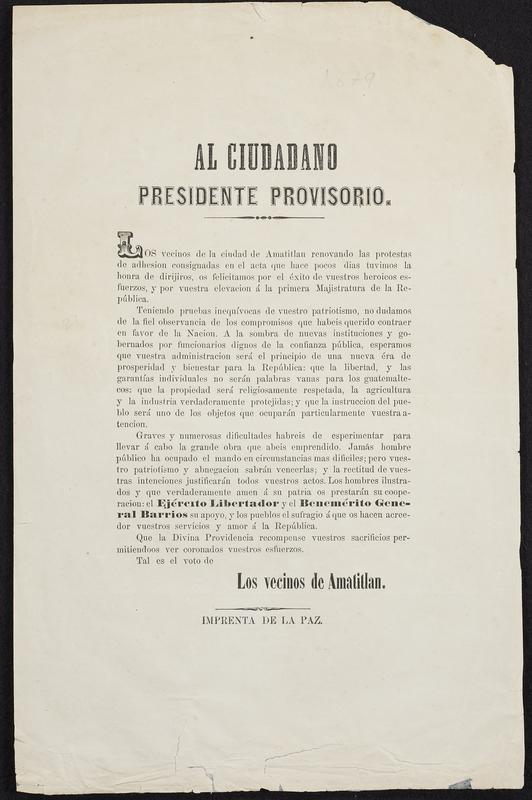 1879
AL CIUDADANO
PRESIDENTE PROVISORIO.
LOS vecinos de la ciudad de Amatitlan renovando las protestas
de adhesion consignadas en el acta que hace pocos dias tuvimos la
honra de dirijiros, os felicitamos por el éxito de vuestros heroicos es-
fuerzos, y por vuestra elevacion á la primera Majistratura de la Re-
pública.
Teniendo pruebas inequívocas de vuestro patriotismo, no dudamos
de la fiel observancia de los compromisos que habeis querido contraer
en favor de la Nacion. A la sombra de nuevas instituciones y go-
bernados por funcionarios dignos de la confianza pública, esperamos
que vuestra administracion será el principio de una nueva éra de
prosperidad y bienestar para la República: que la libertad, y las
garantías individuales no serán palabras vanas para los guatemalte-
cos: que la propiedad será religiosamente respetada, la agricultura
y la industria verdaderamente protejidas; y que la instruccion del pue-
blo será uno de los objetos que ocuparán particularmente vuestra a-
tencion.
Graves y numerosas dificultades habreis de esperimentar para
llevar á cabo la grande obra que abeis emprendido. Jamás hombre
público ha ocupado el mando en circumstancias mas dificiles; pero vues-
tro patriotismo y abnegacion sabrán vencerlas; y la rectitud de vues-
tras intenciones justificarán todos vuestros actos. Los hombres ilustra-
dos y que verdaderamente amen á su patria os prestarán su coope-
racion: el Ejército Libertador y el Benemérito Gene-
ral Barrios su apoyo, y los pueblos el sufragio á que os hacen acree-
dor vuestros servicios y amor á la República.
Que la Divina Providencia recompense vuestros sacrificios per-
mitiendoos ver coronados vuestros esfuerzos.
Tal es el voto de
Los vecinos de Amatitlan.
IMPRENTA DE LA PAZ.